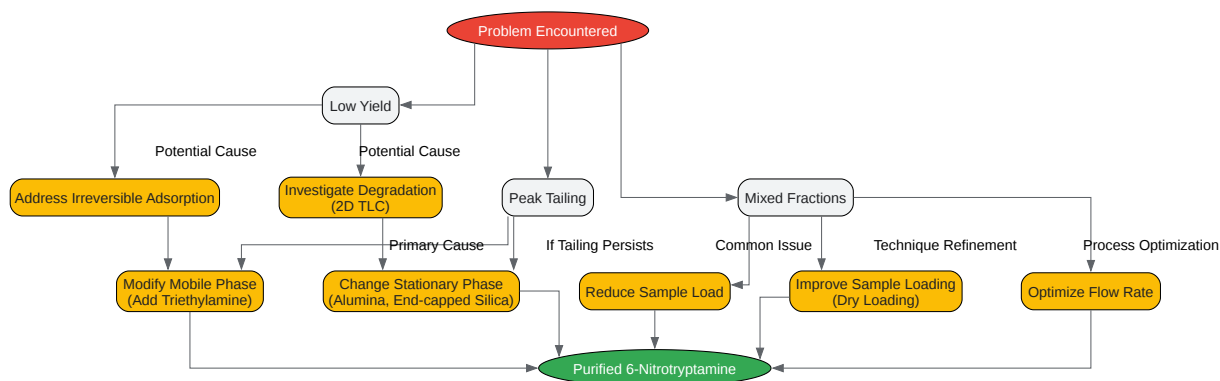 Problem Encountered
Low Yield
Potential Cause
Potential Cause
Address Irreversible Adsorption
Investigate Degradation
(2D TLC)
Peak Tailing
Mixed Fractions
Primary Cause
If Tailing Persists
Common Issue
Technique Refinement
Process Optimization
Modify Mobile Phase
(Add Triethylamine)
Change Stationary Phase
(Alumina, End-capped Silica)
Reduce Sample Load
Improve Sample Loading
(Dry Loading)
Optimize Flow Rate
Purified 6-Nitrotryptamine